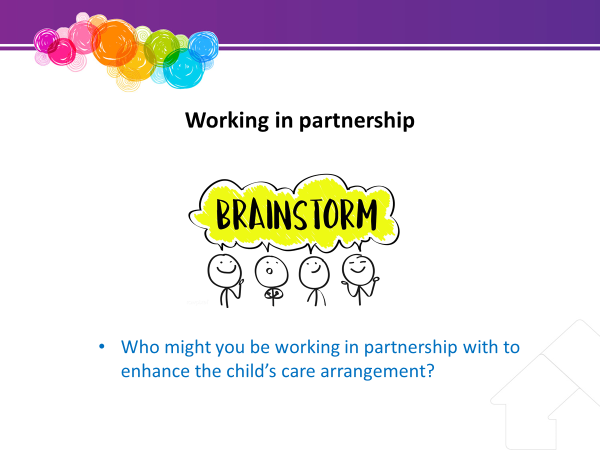 Working in partnership
BRAINSTORM
• Who might you be working in partnership with to
enhance the child’s care arrangement?